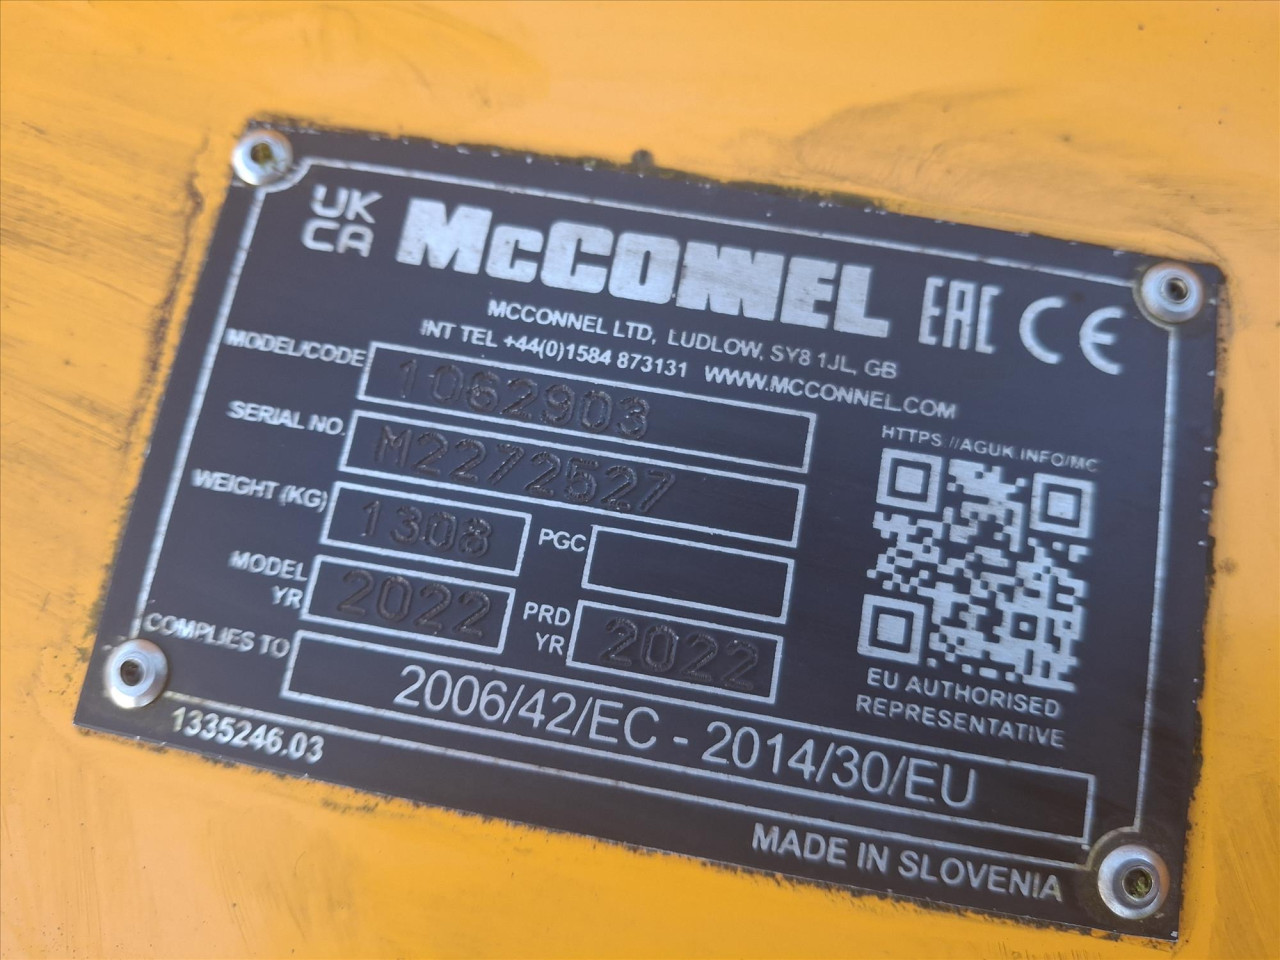 UK
CA
McCONNEL
EAC CE
MCCONNEL LTD, LUDLOW, SY8 1JL, GB
INT TEL +44(0)1584 873131 WWW.MCCONNEL.COM
MODEL/CODE 1062903
SERIAL NO. M2272527
WEIGHT (KG) 1308 PGC
MODEL YR 2022 PRD YR 2022
COMPLIES TO 2006/42/EC - 2014/30/EU
HTTPS://AGUK.INFO/MC
EU AUTHORISED
REPRESENTATIVE
1335246.03
MADE IN SLOVENIA